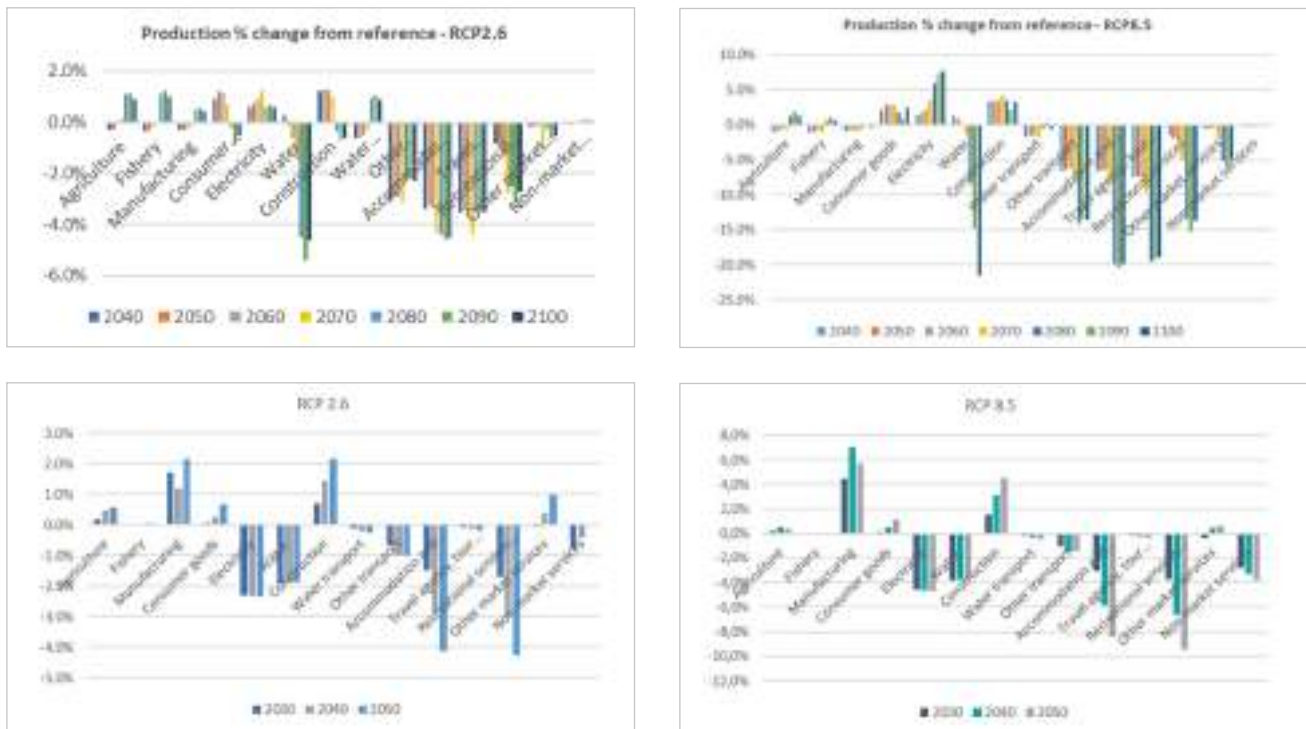 Production % change from reference - RCP2.6
2.0%
0.0%
-2.0%
-4.0%
-6.0%
Agriculture
Fishery
Manufacturing
Consumer...
Electricity
Water
Construction
Water...
Other
Non-market...
2040 2050 2060 2070 2080 2090 2100
Production % change from reference - RCP8.5
10.0%
5.0%
0.0%
-5.0%
-10.0%
-15.0%
-20.0%
-25.0%
Agriculture
Fishery
Manufacturing
Consumer goods
Electricity
Water
Construction
Water transport
Other transport
2040 2050 2060 2070 2080 2090 2100
RCP 2.6
3.0%
2.0%
1.0%
0.0%
-1.0%
-2.0%
-3.0%
-4.0%
-5.0%
Agriculture
Fishery
Manufacturing
Consumer goods
Construction
Water transport
Other transport
Accommodation
2030 2040 2050
RCP 8.5
8,0%
6,0%
4,0%
2,0%
0,0%
-2,0%
-4,0%
-6,0%
-8,0%
-10,0%
-12,0%
Agriculture
Fishery
Manufacturing
Consumer goods
Construction
Water transport
Other transport
Accommodation
2030 2040 2050